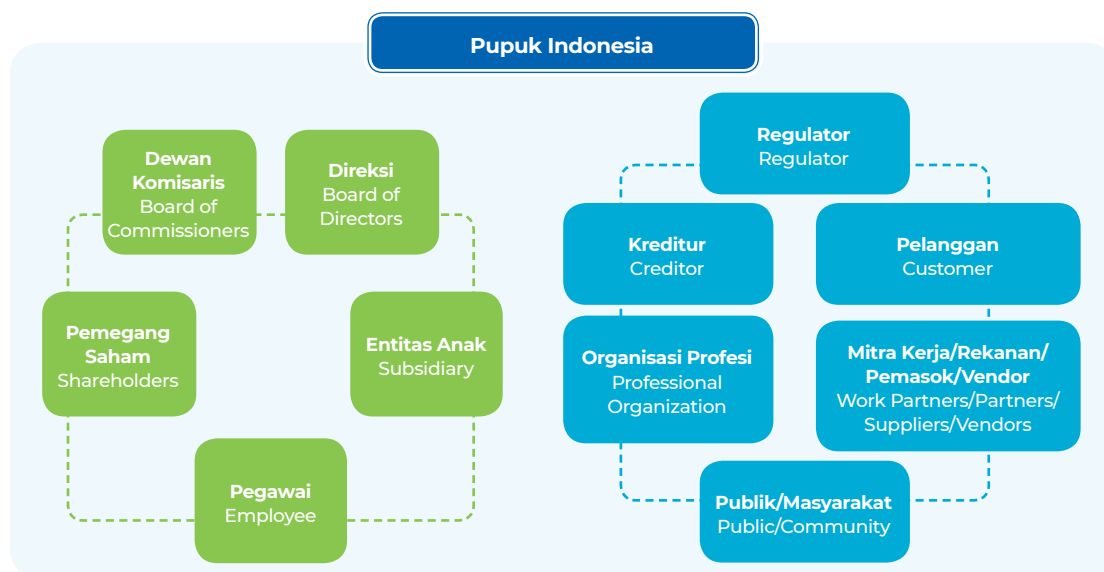 Pupuk Indonesia
Dewan
Komisaris
Board of
Commissioners
Direksi
Board of
Directors
Pemegang
Saham
Shareholders
Entitas Anak
Subsidiary
Pegawai
Employee
Regulator
Regulator
Kreditur
Creditor
Pelanggan
Customer
Organisasi Profesi
Professional
Organization
Mitra Kerja/Rekanan/
Pemasok/Vendor
Work Partners/Partners/
Suppliers/Vendors
Publik/Masyarakat
Public/Community